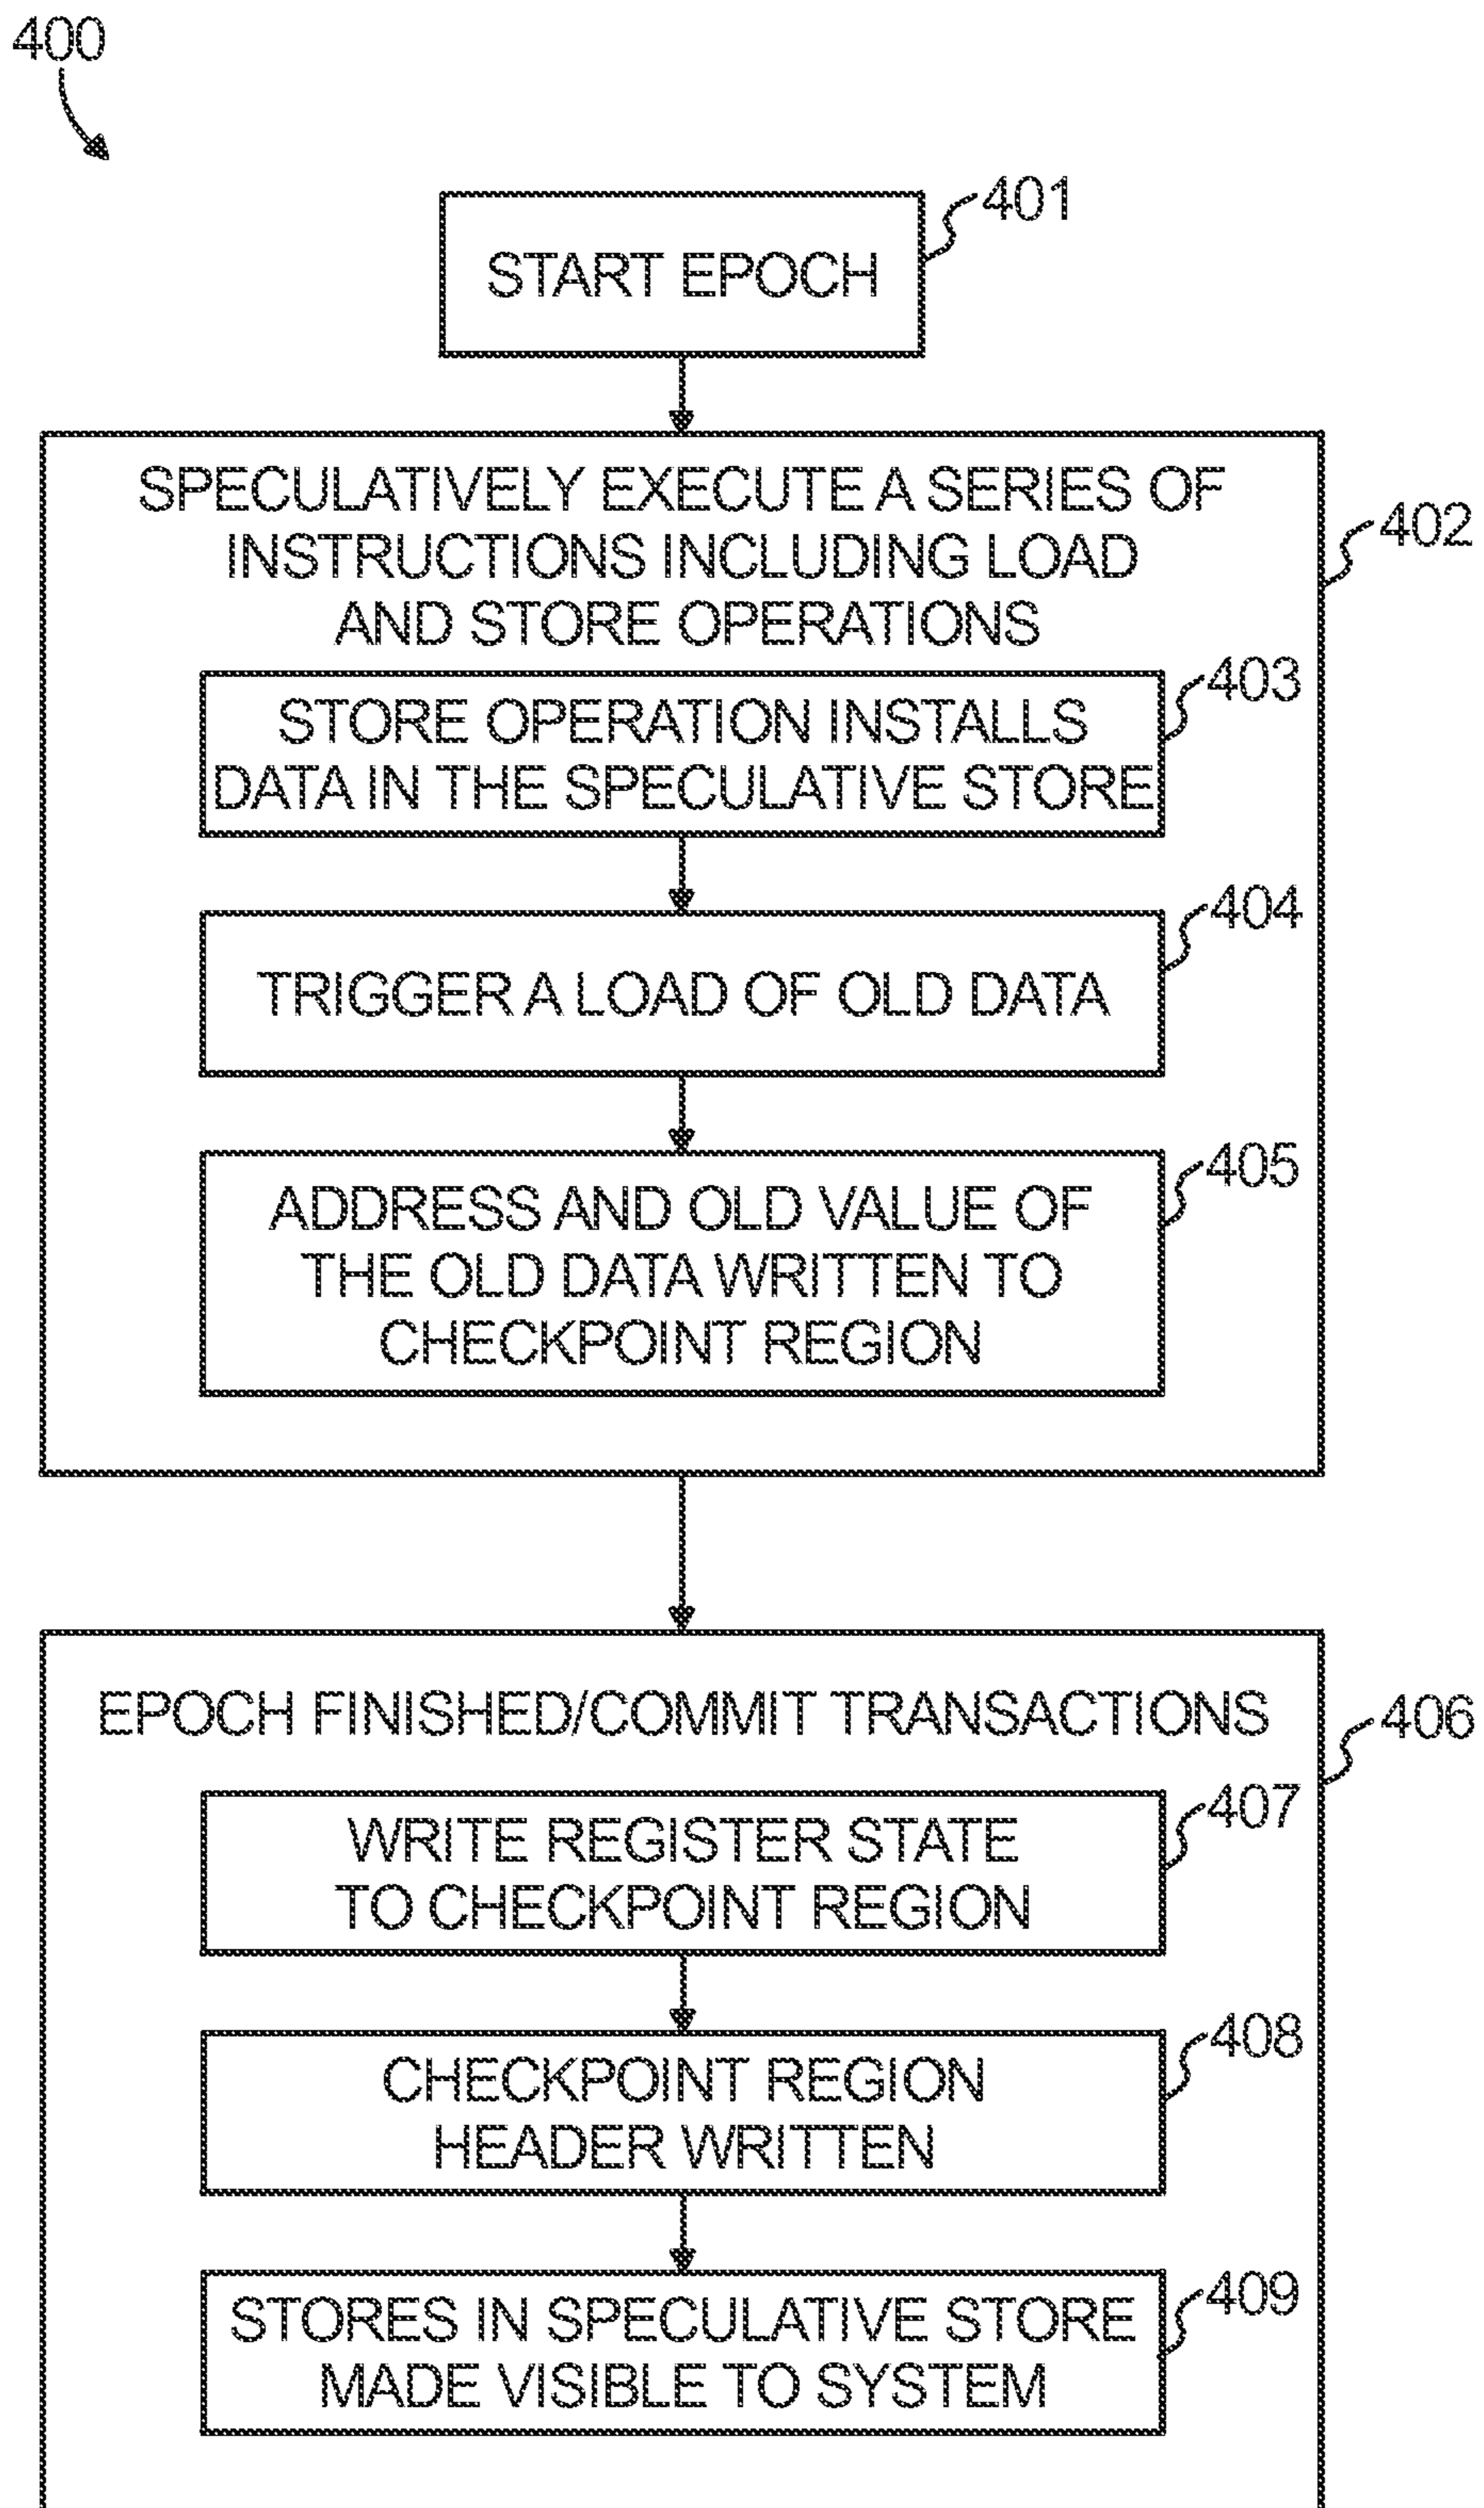 400
401
START EPOCH
SPECULATIVELY EXECUTE A SERIES OF
INSTRUCTIONS INCLUDING LOAD
AND STORE OPERATIONS
402
403
STORE OPERATION INSTALLS
DATA IN THE SPECULATIVE STORE
404
TRIGGER A LOAD OF OLD DATA
405
ADDRESS AND OLD VALUE OF
THE OLD DATA WRITTEN TO
CHECKPOINT REGION
EPOCH FINISHED/COMMIT TRANSACTIONS
406
407
WRITE REGISTER STATE
TO CHECKPOINT REGION
408
CHECKPOINT REGION
HEADER WRITTEN
409
STORES IN SPECULATIVE STORE
MADE VISIBLE TO SYSTEM